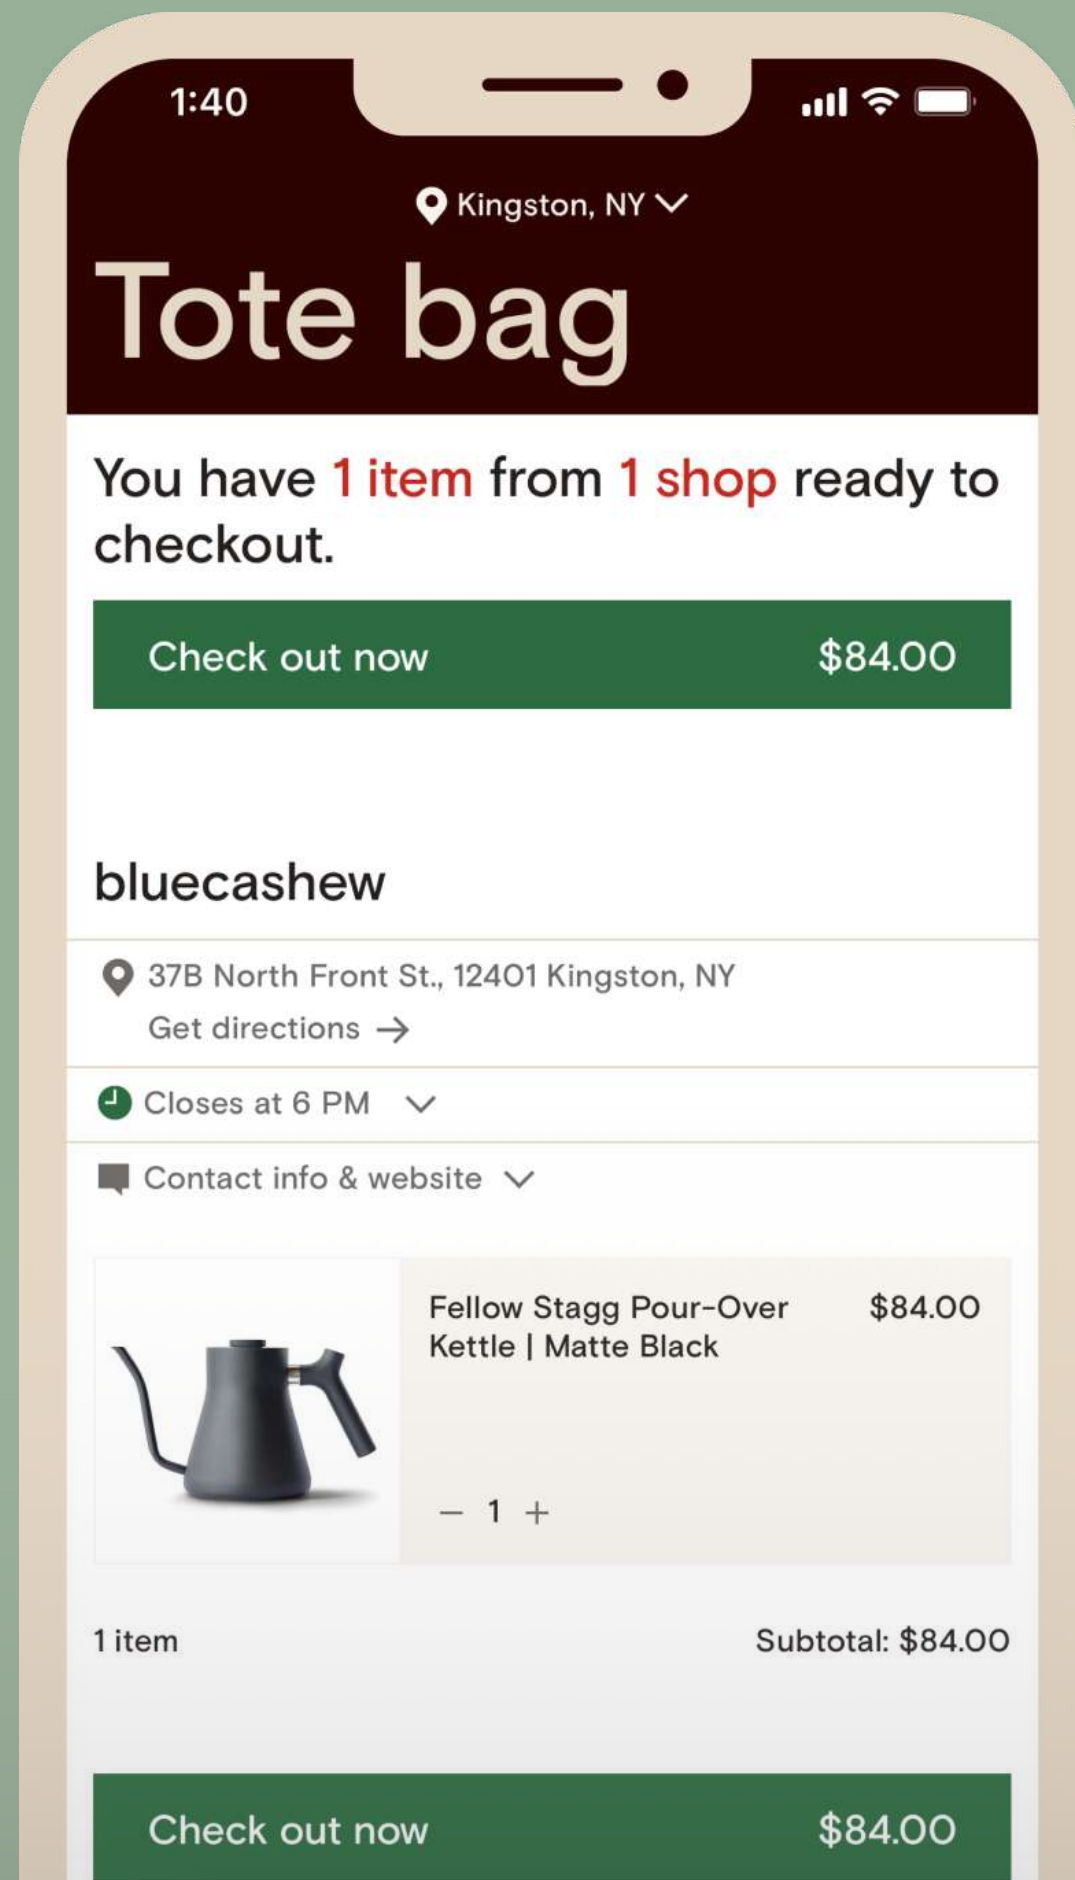 1:40
Kingston, NY
Tote bag
You have 1 item from 1 shop ready to
checkout.
Check out now $84.00
bluecashew
37B North Front St., 12401 Kingston, NY
Get directions →
Closes at 6 PM
Contact info & website
Fellow Stagg Pour-Over $84.00
Kettle | Matte Black
− 1 +
1 item Subtotal: $84.00
Check out now $84.00